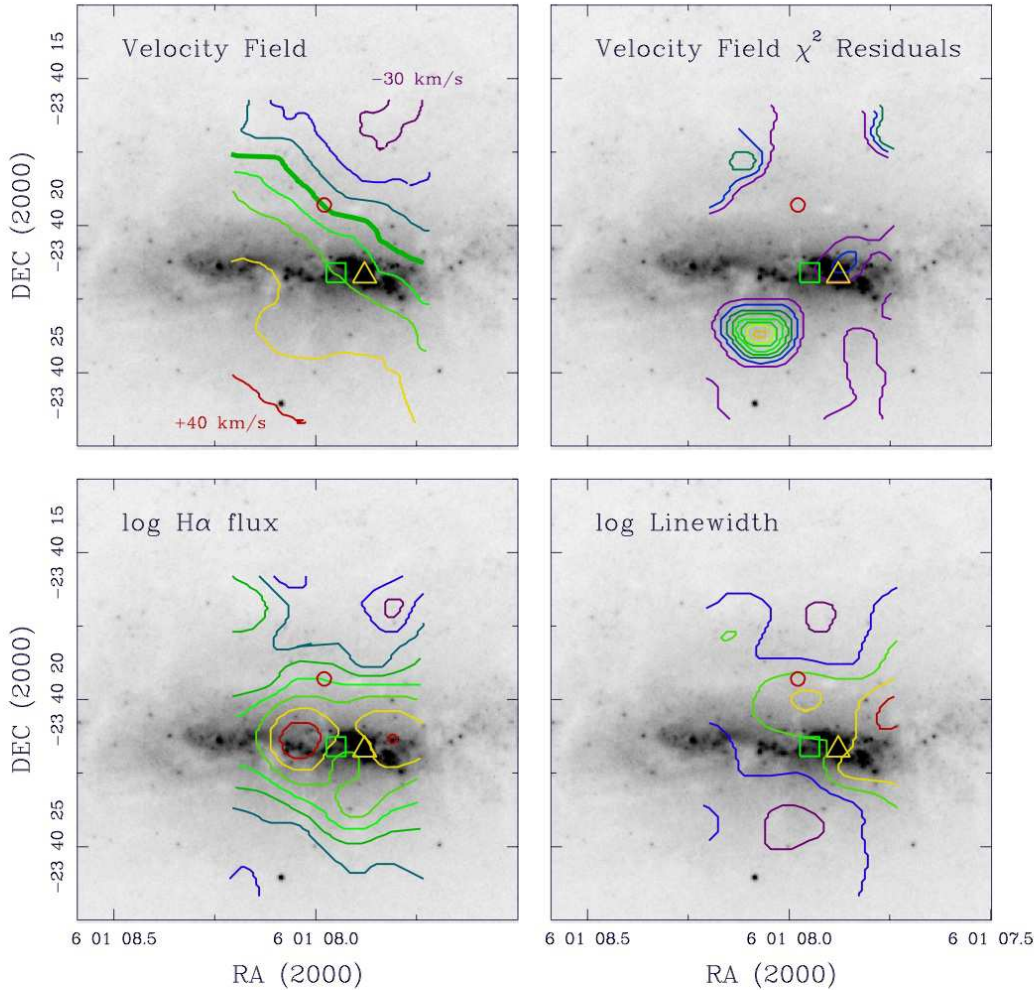 Velocity Field
−30 km/s
+40 km/s
Velocity Field χ² Residuals
−23 40 15
−23 40 20
−23 40 25
DEC (2000)
log Hα flux
log Linewidth
−23 40 15
−23 40 20
−23 40 25
DEC (2000)
6 01 08.5
6 01 08.0
6 01 08.5
6 01 08.0
6 01 07.5
RA (2000)
RA (2000)